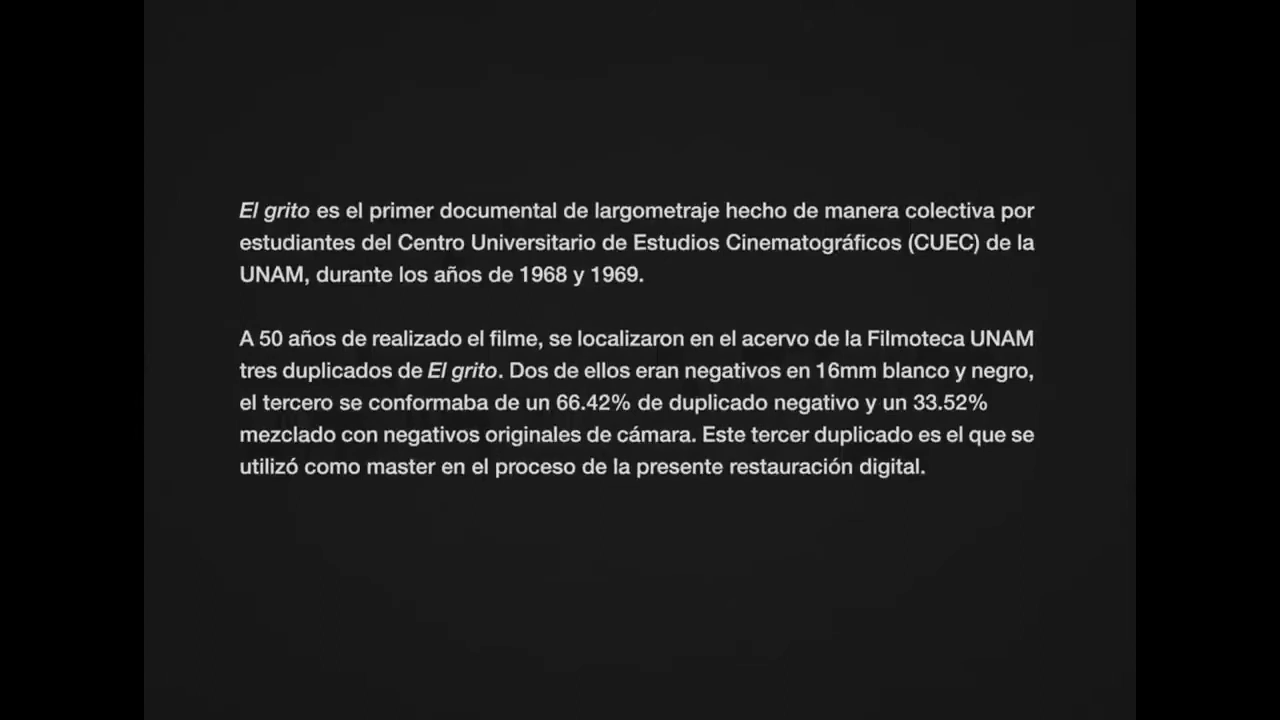 El grito es el primer documental de largometraje hecho de manera colectiva por
estudiantes del Centro Universitario de Estudios Cinematográficos (CUEC) de la
UNAM, durante los años de 1968 y 1969.
A 50 años de realizado el filme, se localizaron en el acervo de la Filmoteca UNAM
tres duplicados de El grito. Dos de ellos eran negativos en 16mm blanco y negro,
el tercero se conformaba de un 66.42% de duplicado negativo y un 33.52%
mezclado con negativos originales de cámara. Este tercer duplicado es el que se
utilizó como master en el proceso de la presente restauración digital.